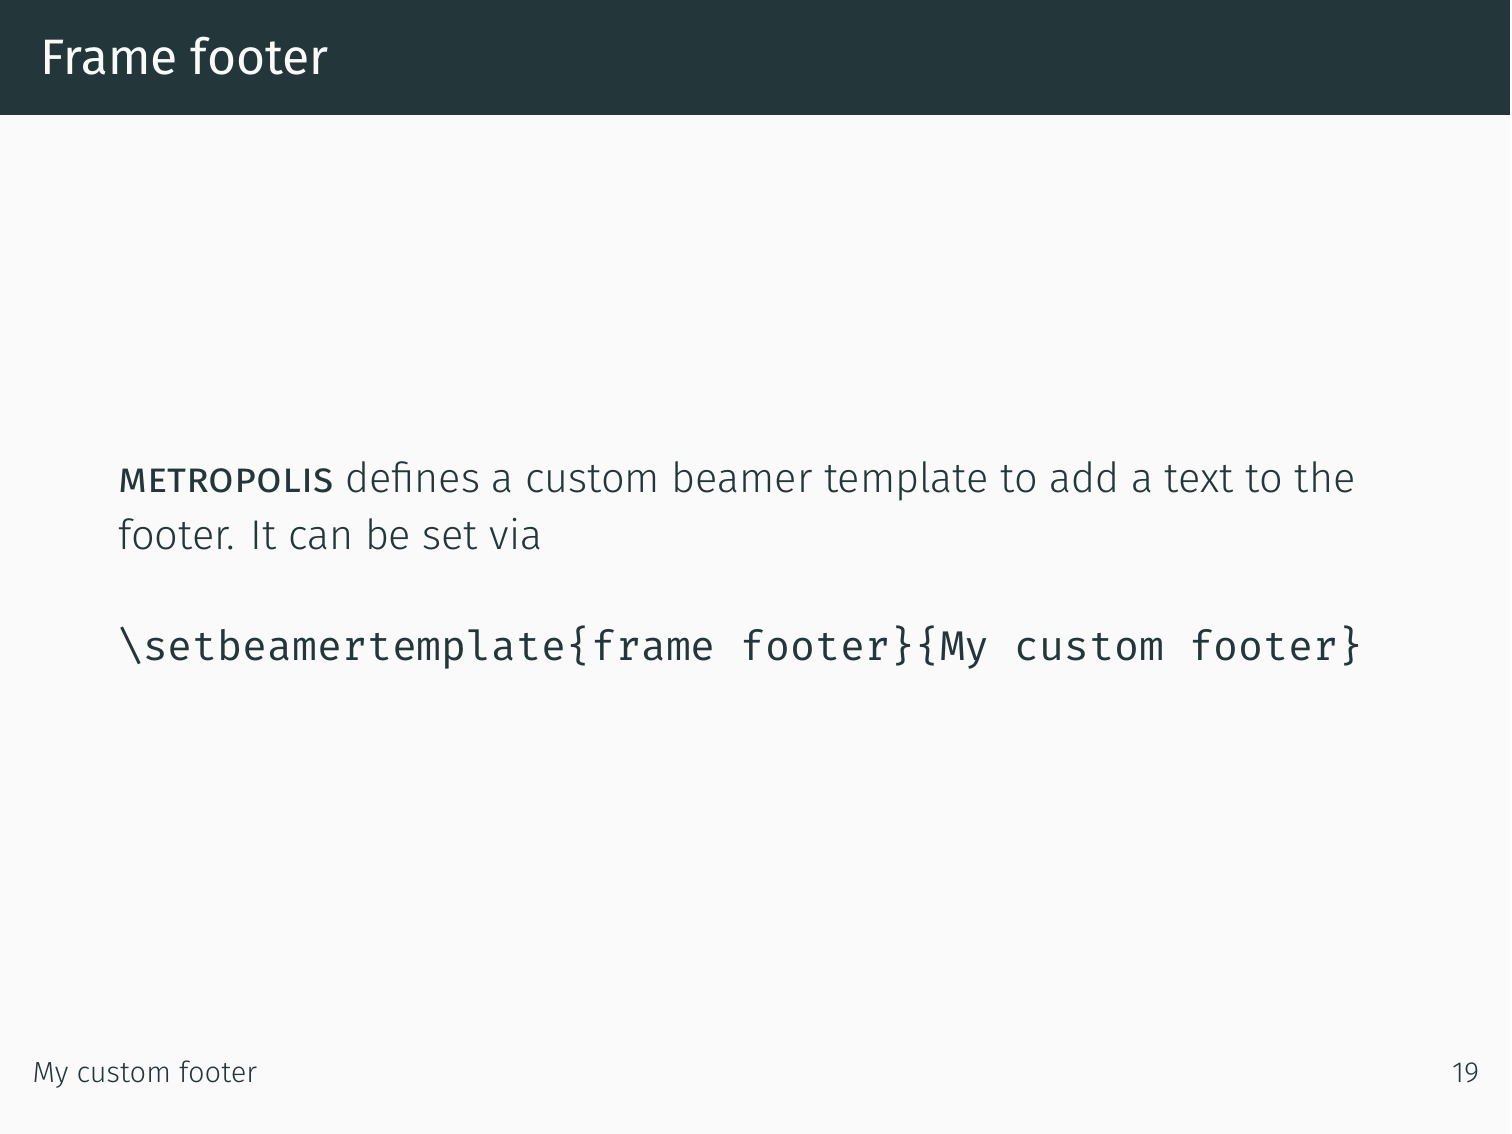 Frame footer
METROPOLIS defines a custom beamer template to add a text to the
footer. It can be set via
\setbeamertemplate{frame footer}{My custom footer}
My custom footer
19